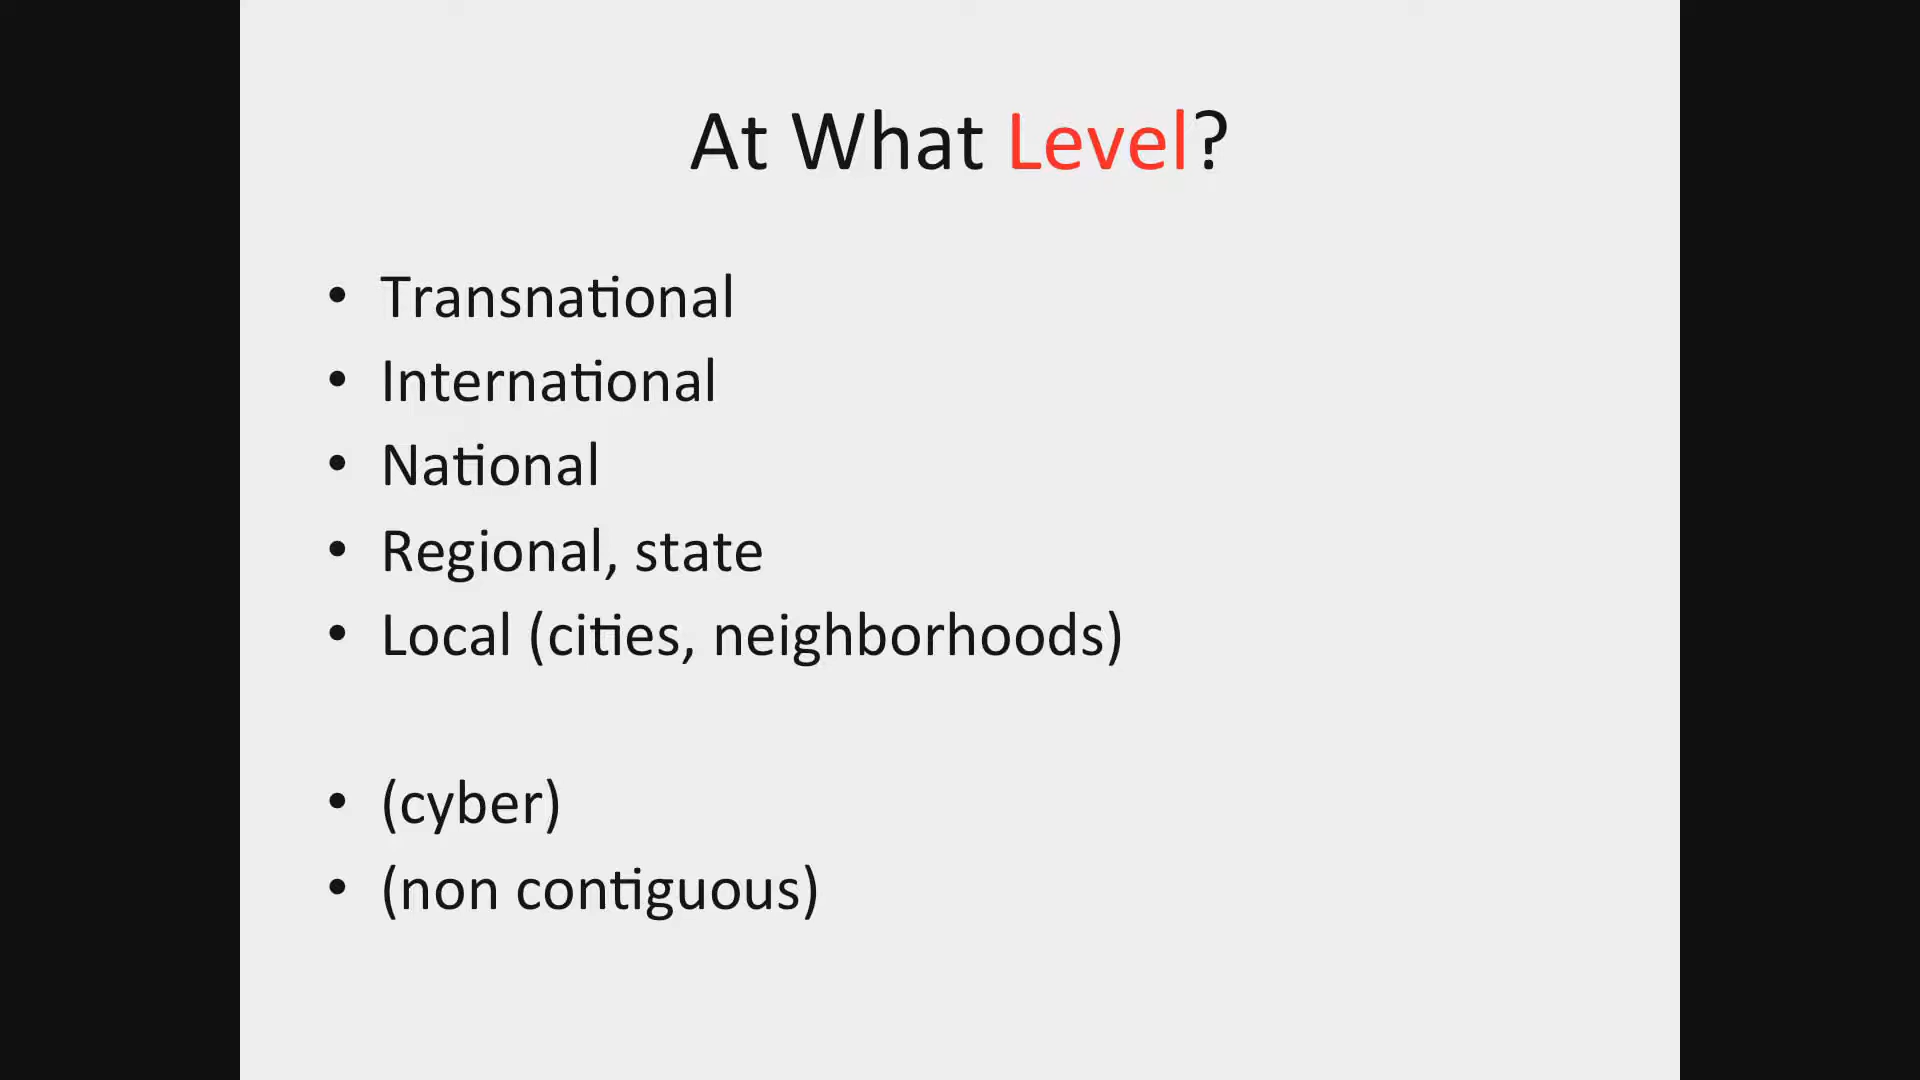 At What Level?
• Transnational
• International
• National
• Regional, state
• Local (cities, neighborhoods)
• (cyber)
• (non contiguous)